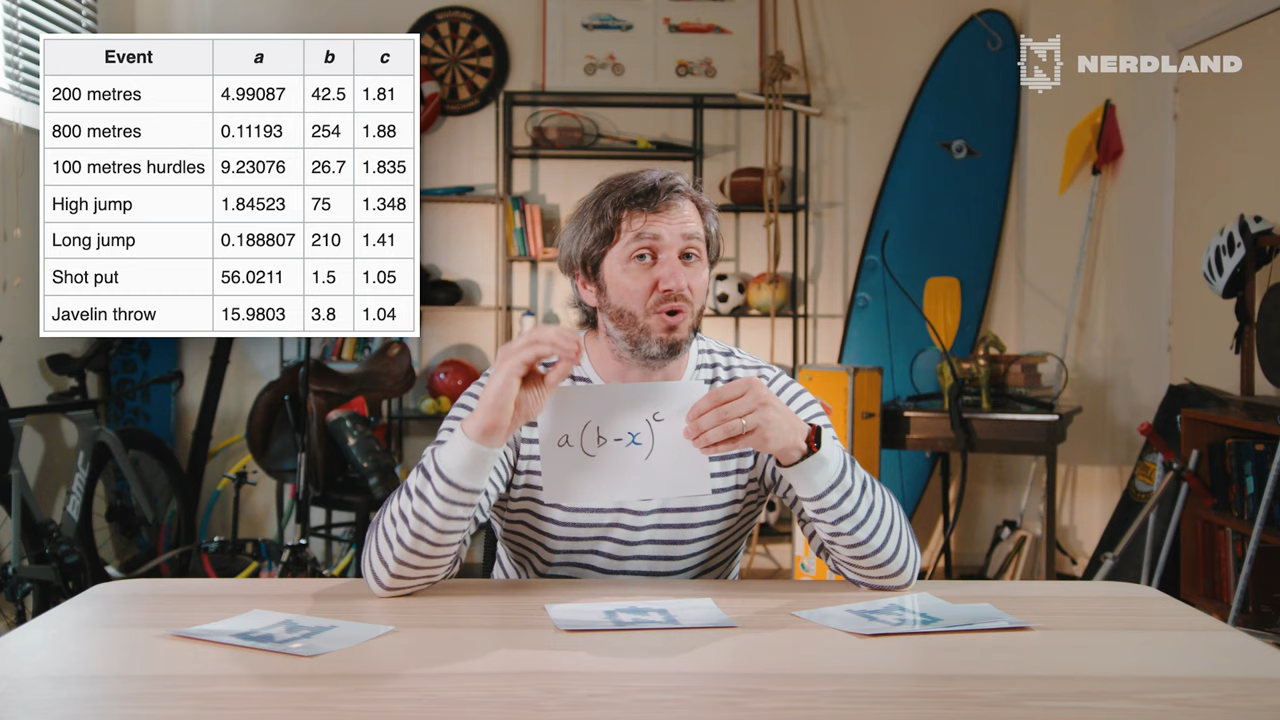 Event a b c
200 metres 4.99087 42.5 1.81
800 metres 0.11193 254 1.88
100 metres hurdles 9.23076 26.7 1.835
High jump 1.84523 75 1.348
Long jump 0.188807 210 1.41
Shot put 56.0211 1.5 1.05
Javelin throw 15.9803 3.8 1.04
NERDLAND
a(b-x)^c
BMC